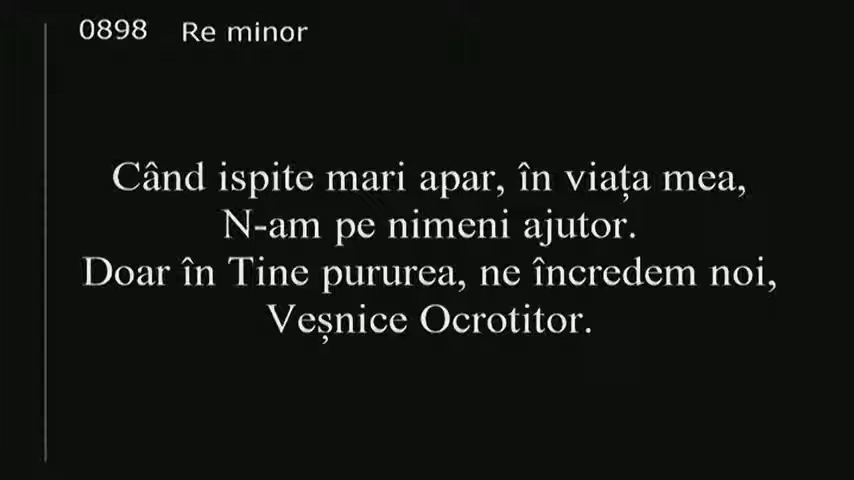 0898 Re minor
Când ispite mari apar, în viața mea,
N-am pe nimeni ajutor.
Doar în Tine pururea, ne încredem noi,
Veșnice Ocrotitor.